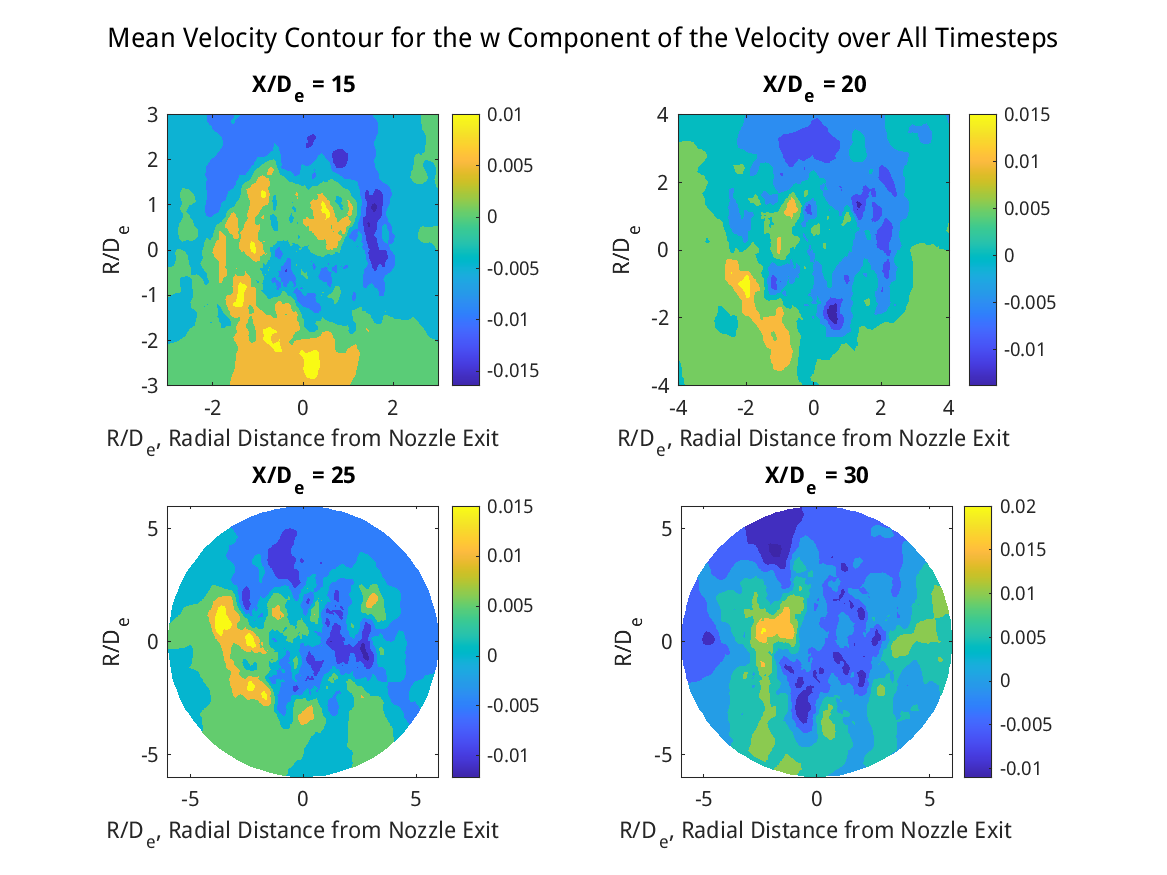 Mean Velocity Contour for the w Component of the Velocity over All Timesteps
X/De = 15
3
2
1
0
-1
-2
-3
R/De
-2 0 2
R/De, Radial Distance from Nozzle Exit
0.01
0.005
0
-0.005
-0.01
-0.015
X/De = 20
4
2
0
-2
-4
R/De
-4 -2 0 2 4
R/De, Radial Distance from Nozzle Exit
0.015
0.01
0.005
0
-0.005
-0.01
X/De = 25
5
0
-5
R/De
-5 0 5
R/De, Radial Distance from Nozzle Exit
0.015
0.01
0.005
0
-0.005
-0.01
X/De = 30
5
0
-5
R/De
-5 0 5
R/De, Radial Distance from Nozzle Exit
0.02
0.015
0.01
0.005
0
-0.005
-0.01